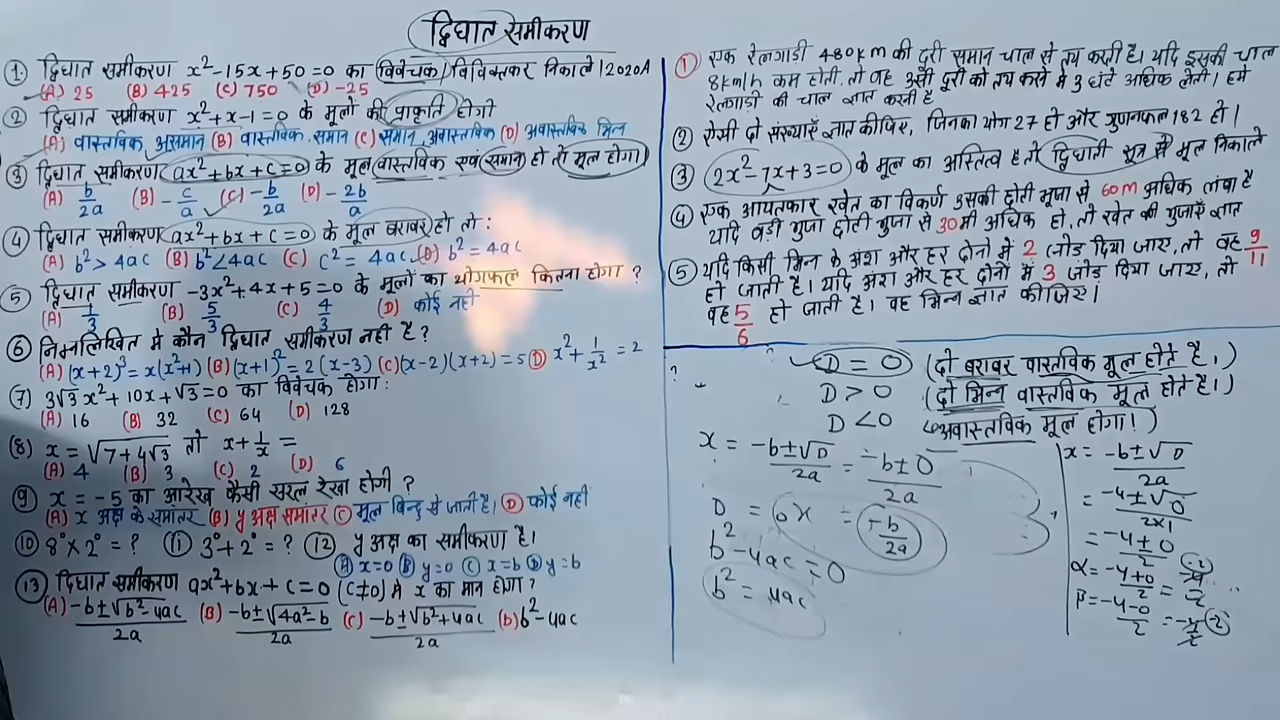 द्विघात समीकरण
① द्विघात समीकरण x²-15x+50=0 का विवेचक/विविक्तकर निकाले।2020A
(A) 25 (B) 425 (C) 750 (D) -25
② द्विघात समीकरण x²+x-1=0 के मूलों की प्राकृति होगी
(A) वास्तविक असमान (B) वास्तविक समान (C) समान, अवास्तविक (D) अवास्तविक भिन्न
③ द्विघात समीकरण ax²+bx+c=0 के मूल वास्तविक एवं समान हो तो मूल होगा)
(A) b/2a (B) -c/a (C) -b/2a (D) -2b/a
④ द्विघात समीकरण ax²+bx+c=0 के मूल बराबर हो तो :
(A) b²>4ac (B) b²<4ac (C) c²=4ac (D) b²=4ac
⑤ द्विघात समीकरण -3x²+4x+5=0 के मूलों का योगफल कितना होगा ?
(A) 1/3 (B) 5/3 (C) 4/3 (D) कोई नही
⑥ निम्नलिखित मे कौन द्विघात समीकरण नही है?
(A) (x+2)³=x(x²+1) (B) (x+1)²=2(x-3) (C) (x-2)(x+2)=5 (D) x²+1/x²=2
(7) 3√3x²+10x+√3=0 का विवेचक होगा:
(A) 16 (B) 32 (C) 64 (D) 128
(8) x=√7+4√3 तो x+1/x =
(A) 4 (B) 3 (C) 2 (D) 6
⑨ x=-5 का आरेख कैसी सरल रेखा होगी ?
(A) x अक्ष के समांतर (B) y अक्ष समांतर (C) मूल बिन्दु से जाती है। (D) कोई नही
⑩ 8°×2°=? ⑪ 3°+2°=? ⑫ y अक्ष का समीकरण है।
(A) x=0 (B) y=0 (C) x=b (D) y=b
⑬ द्विघात समीकरण ax²+bx+c=0 (c≠0) मे x का मान होगा?
(A) -b±√b²-4ac/2a (B) -b±√4a²-b/2a (C) -b±√b²+4ac/2a (D) b²-4ac
① एक रेलगाड़ी 480km की दुरी समान चाल से तय करती है। यदि इसकी चाल
8km/h कम होती तो वह उसी दूरी को तय करने मे 3 घंटे अधिक लेती। हमे
रेलगाड़ी की चाल ज्ञात करनी है
② ऐसी दो संख्याएँ ज्ञात कीजिए, जिनका योग 27 हो और गुणनफल 182 हो।
③ 2x²-7x+3=0 के मूल का अस्तित्व है तो द्विघाती सूत्र से मूल निकाले
④ एक आयतकार खेत का विकर्ण उसकी छोटी भूजा से 60m अधिक लंबा है
यदि बड़ी भुजा छोटी भुजा से 30मी अधिक हो, तो खेत की भुजाएँ ज्ञात
⑤ यदि किसी भिन्न के अंश और हर दोनो मे 2 जोड़ दिया जाए, तो वह 9/11
हो जाती है। यदि अंश और हर दोनो में 3 जोड़ दिया जाए, तो
वह 5/6 हो जाती है। वह भिन्न ज्ञात कीजिए।
D = 0 (दो बराबर वास्तविक मूल होते है।)
D > 0 (दो भिन्न वास्तविक मूल होते है।)
D < 0 (अवास्तविक मूल होगा।)
x = -b±√D/2a = -b±0/2a
D = 6x = -b/2a
b²-4ac = 0
b² = 4ac
x = -b±√D/2a
= -4±√0/2×1
= -4±0/2
α = -4+0/2 = -4/2 (-2)
β = -4-0/2 = -4/2 (-2)